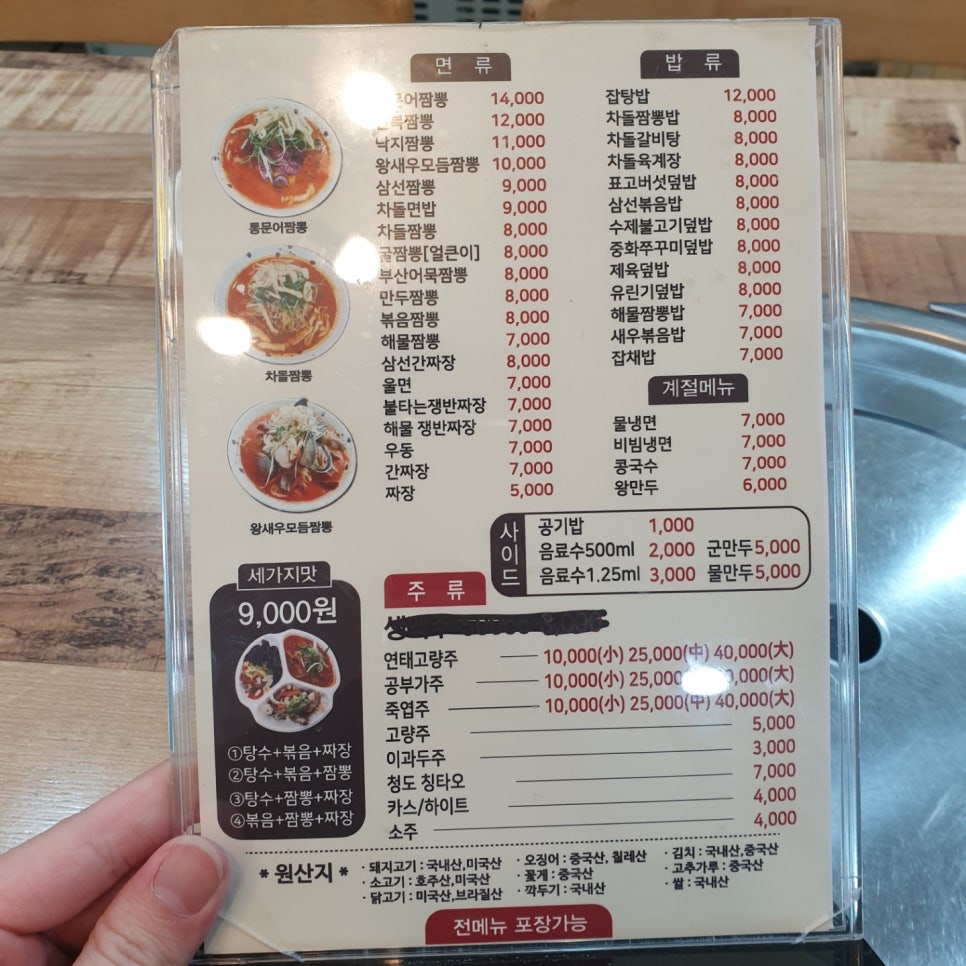 면 류
문어짬뽕 14,000
복짬뽕 12,000
낙지짬뽕 11,000
왕새우모듬짬뽕 10,000
삼선짬뽕 9,000
차돌면밥 9,000
차돌짬뽕 8,000
굴짬뽕[얼큰이] 8,000
부산어묵짬뽕 8,000
만두짬뽕 8,000
볶음짬뽕 8,000
해물짬뽕 7,000
삼선간짜장 8,000
울면 7,000
불타는쟁반짜장 7,000
해물 쟁반짜장 7,000
우동 7,000
간짜장 7,000
짜장 5,000
밥 류
잡탕밥 12,000
차돌짬뽕밥 8,000
차돌갈비탕 8,000
차돌육계장 8,000
표고버섯덮밥 8,000
삼선볶음밥 8,000
수제불고기덮밥 8,000
중화쭈꾸미덮밥 8,000
제육덮밥 8,000
유린기덮밥 8,000
해물짬뽕밥 7,000
새우볶음밥 7,000
잡채밥 7,000
계절메뉴
물냉면 7,000
비빔냉면 7,000
콩국수 7,000
왕만두 6,000
통문어짬뽕
차돌짬뽕
왕새우모듬짬뽕
사이드
공기밥 1,000
음료수500ml 2,000 군만두 5,000
음료수1.25ml 3,000 물만두 5,000
세가지맛
9,000원
①탕수+볶음+짜장
②탕수+볶음+짬뽕
③탕수+짬뽕+짜장
④볶음+짬뽕+짜장
주 류
연태고량주 10,000(小) 25,000(中) 40,000(大)
공부가주 10,000(小) 25,000 0,000(大)
죽엽주 10,000(小) 25,000(中) 40,000(大)
고량주 5,000
이과두주 3,000
청도 칭타오 7,000
카스/하이트 4,000
소주 4,000
* 원산지 *
· 돼지고기 : 국내산,미국산
· 소고기 : 호주산,미국산
· 닭고기 : 미국산,브라질산
· 오징어 : 중국산, 칠레산
· 꽃게 : 중국산
· 깍두기 : 국내산
· 김치 : 국내산,중국산
· 고추가루 : 중국산
· 쌀 : 국내산
전메뉴 포장가능